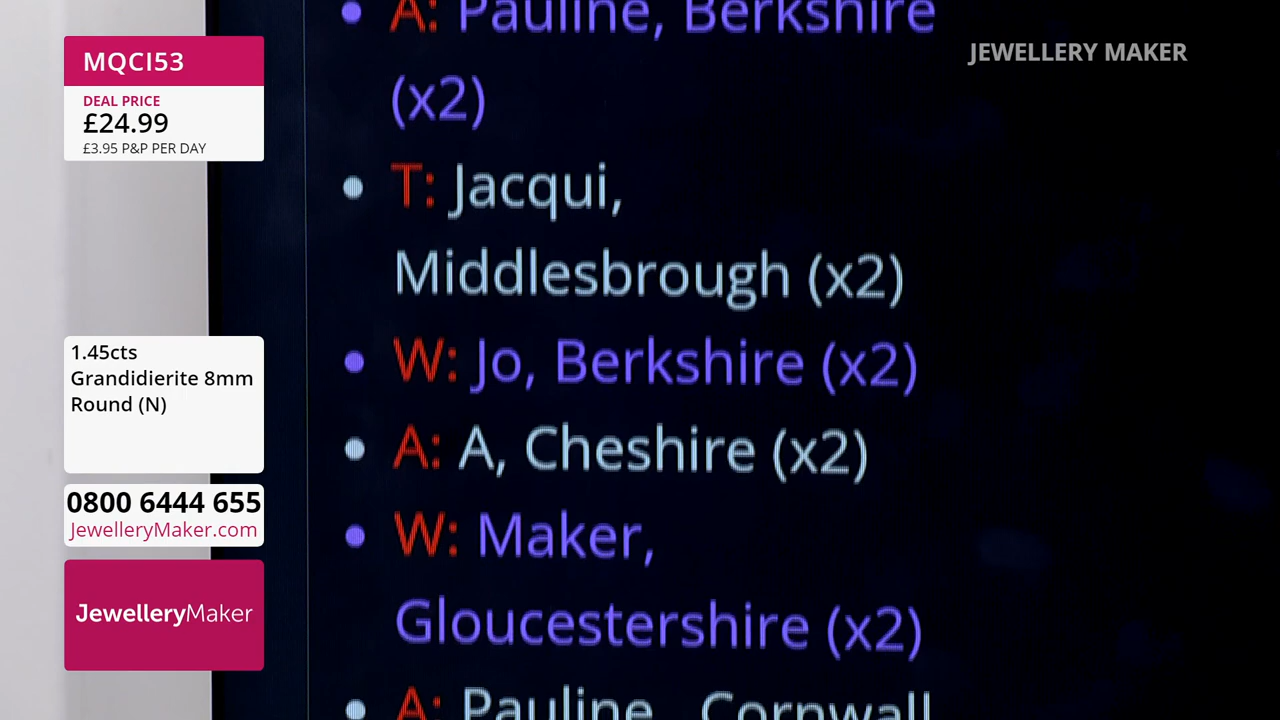 MQCI53
DEAL PRICE
£24.99
£3.95 P&P PER DAY
1.45cts
Grandidierite 8mm
Round (N)
0800 6444 655
JewelleryMaker.com
JewelleryMaker
JEWELLERY MAKER
• A: Pauline, Berkshire
(x2)
• T: Jacqui,
Middlesbrough (x2)
• W: Jo, Berkshire (x2)
• A: A, Cheshire (x2)
• W: Maker,
Gloucestershire (x2)
• A: Pauline, Cornwall